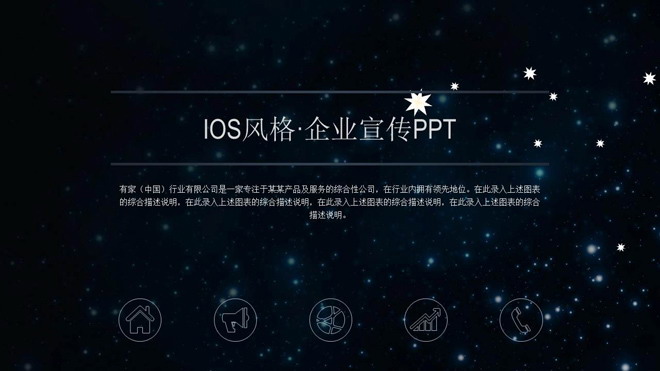 IOS风格·企业宣传PPT
有家（中国）行业有限公司是一家专注于某某产品及服务的综合性公司，在行业内拥有领先地位。在此录入上述图表
的综合描述说明，在此录入上述图表的综合描述说明，在此录入上述图表的综合描述说明，在此录入上述图表的综合
描述说明。